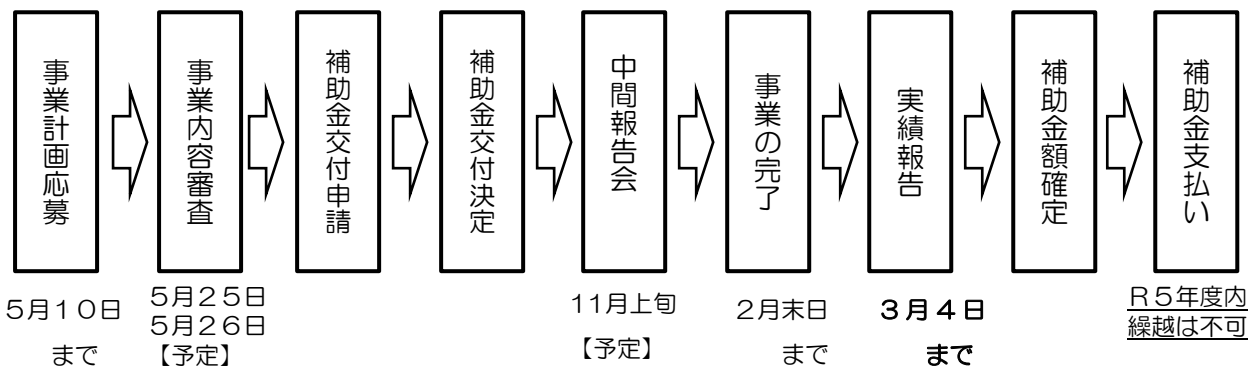 事業計画応募
事業内容審査
補助金交付申請
補助金交付決定
中間報告会
事業の完了
実績報告
補助金額確定
補助金支払い
5月10日
まで
5月25日
5月26日
【予定】
11月上旬
【予定】
2月末日
まで
3月4日
まで
R5年度内
繰越は不可